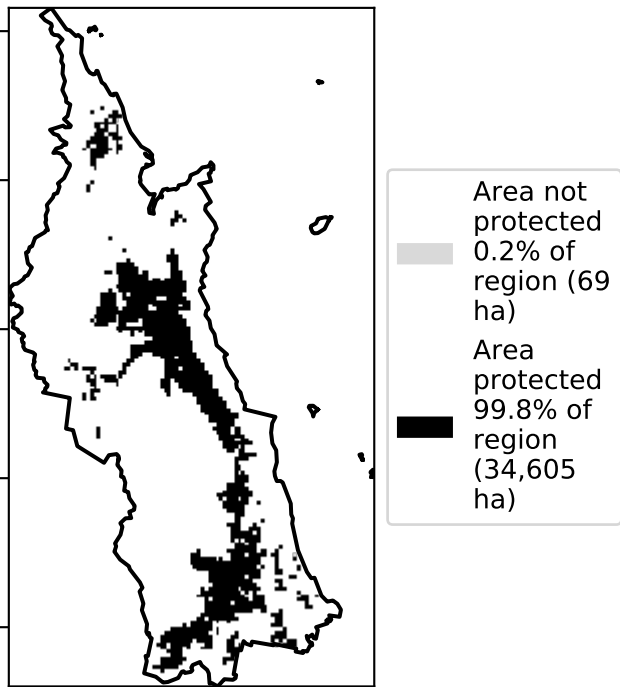 Area not
protected
0.2% of
region (69
ha)
Area
protected
99.8% of
region
(34,605
ha)